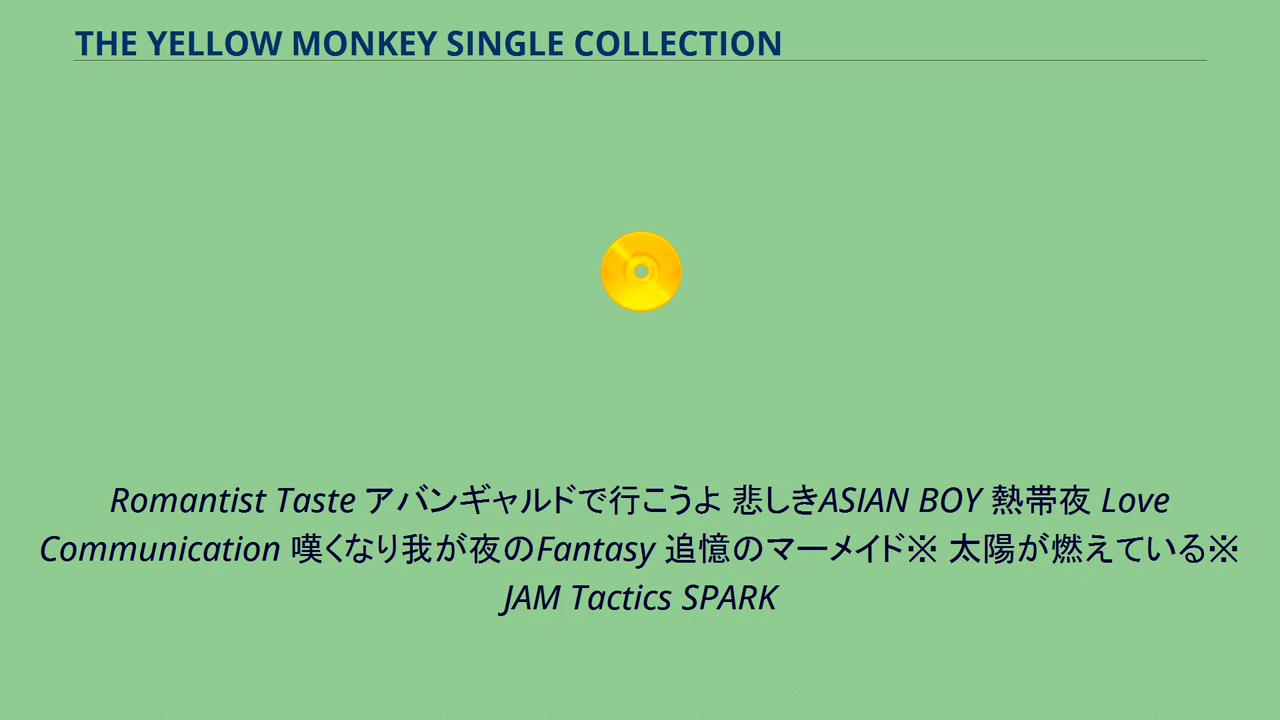 THE YELLOW MONKEY SINGLE COLLECTION
Romantist Taste アバンギャルドで行こうよ 悲しきASIAN BOY 熱帯夜 Love
Communication 嘆くなり我が夜のFantasy 追憶のマーメイド※ 太陽が燃えている※
JAM Tactics SPARK